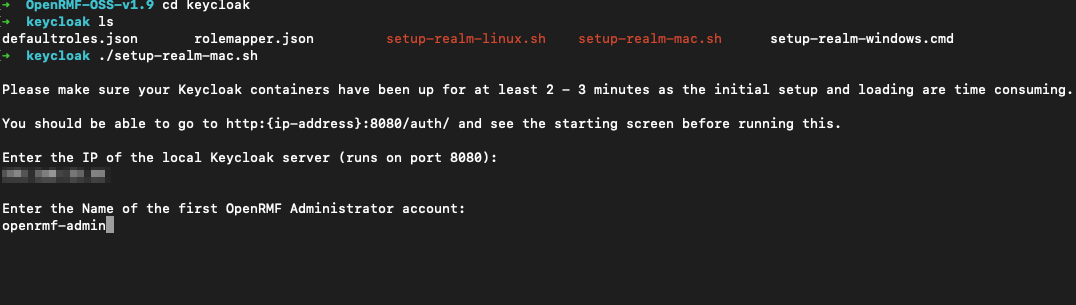 ➜ OpenRMF-OSS-v1.9 cd keycloak
[➜ keycloak ls
defaultroles.json rolemapper.json setup-realm-linux.sh setup-realm-mac.sh setup-realm-windows.cmd
[➜ keycloak ./setup-realm-mac.sh
Please make sure your Keycloak containers have been up for at least 2 – 3 minutes as the initial setup and loading are time consuming.
You should be able to go to http:{ip-address}:8080/auth/ and see the starting screen before running this.
Enter the IP of the local Keycloak server (runs on port 8080):
Enter the Name of the first OpenRMF Administrator account:
openrmf-admin